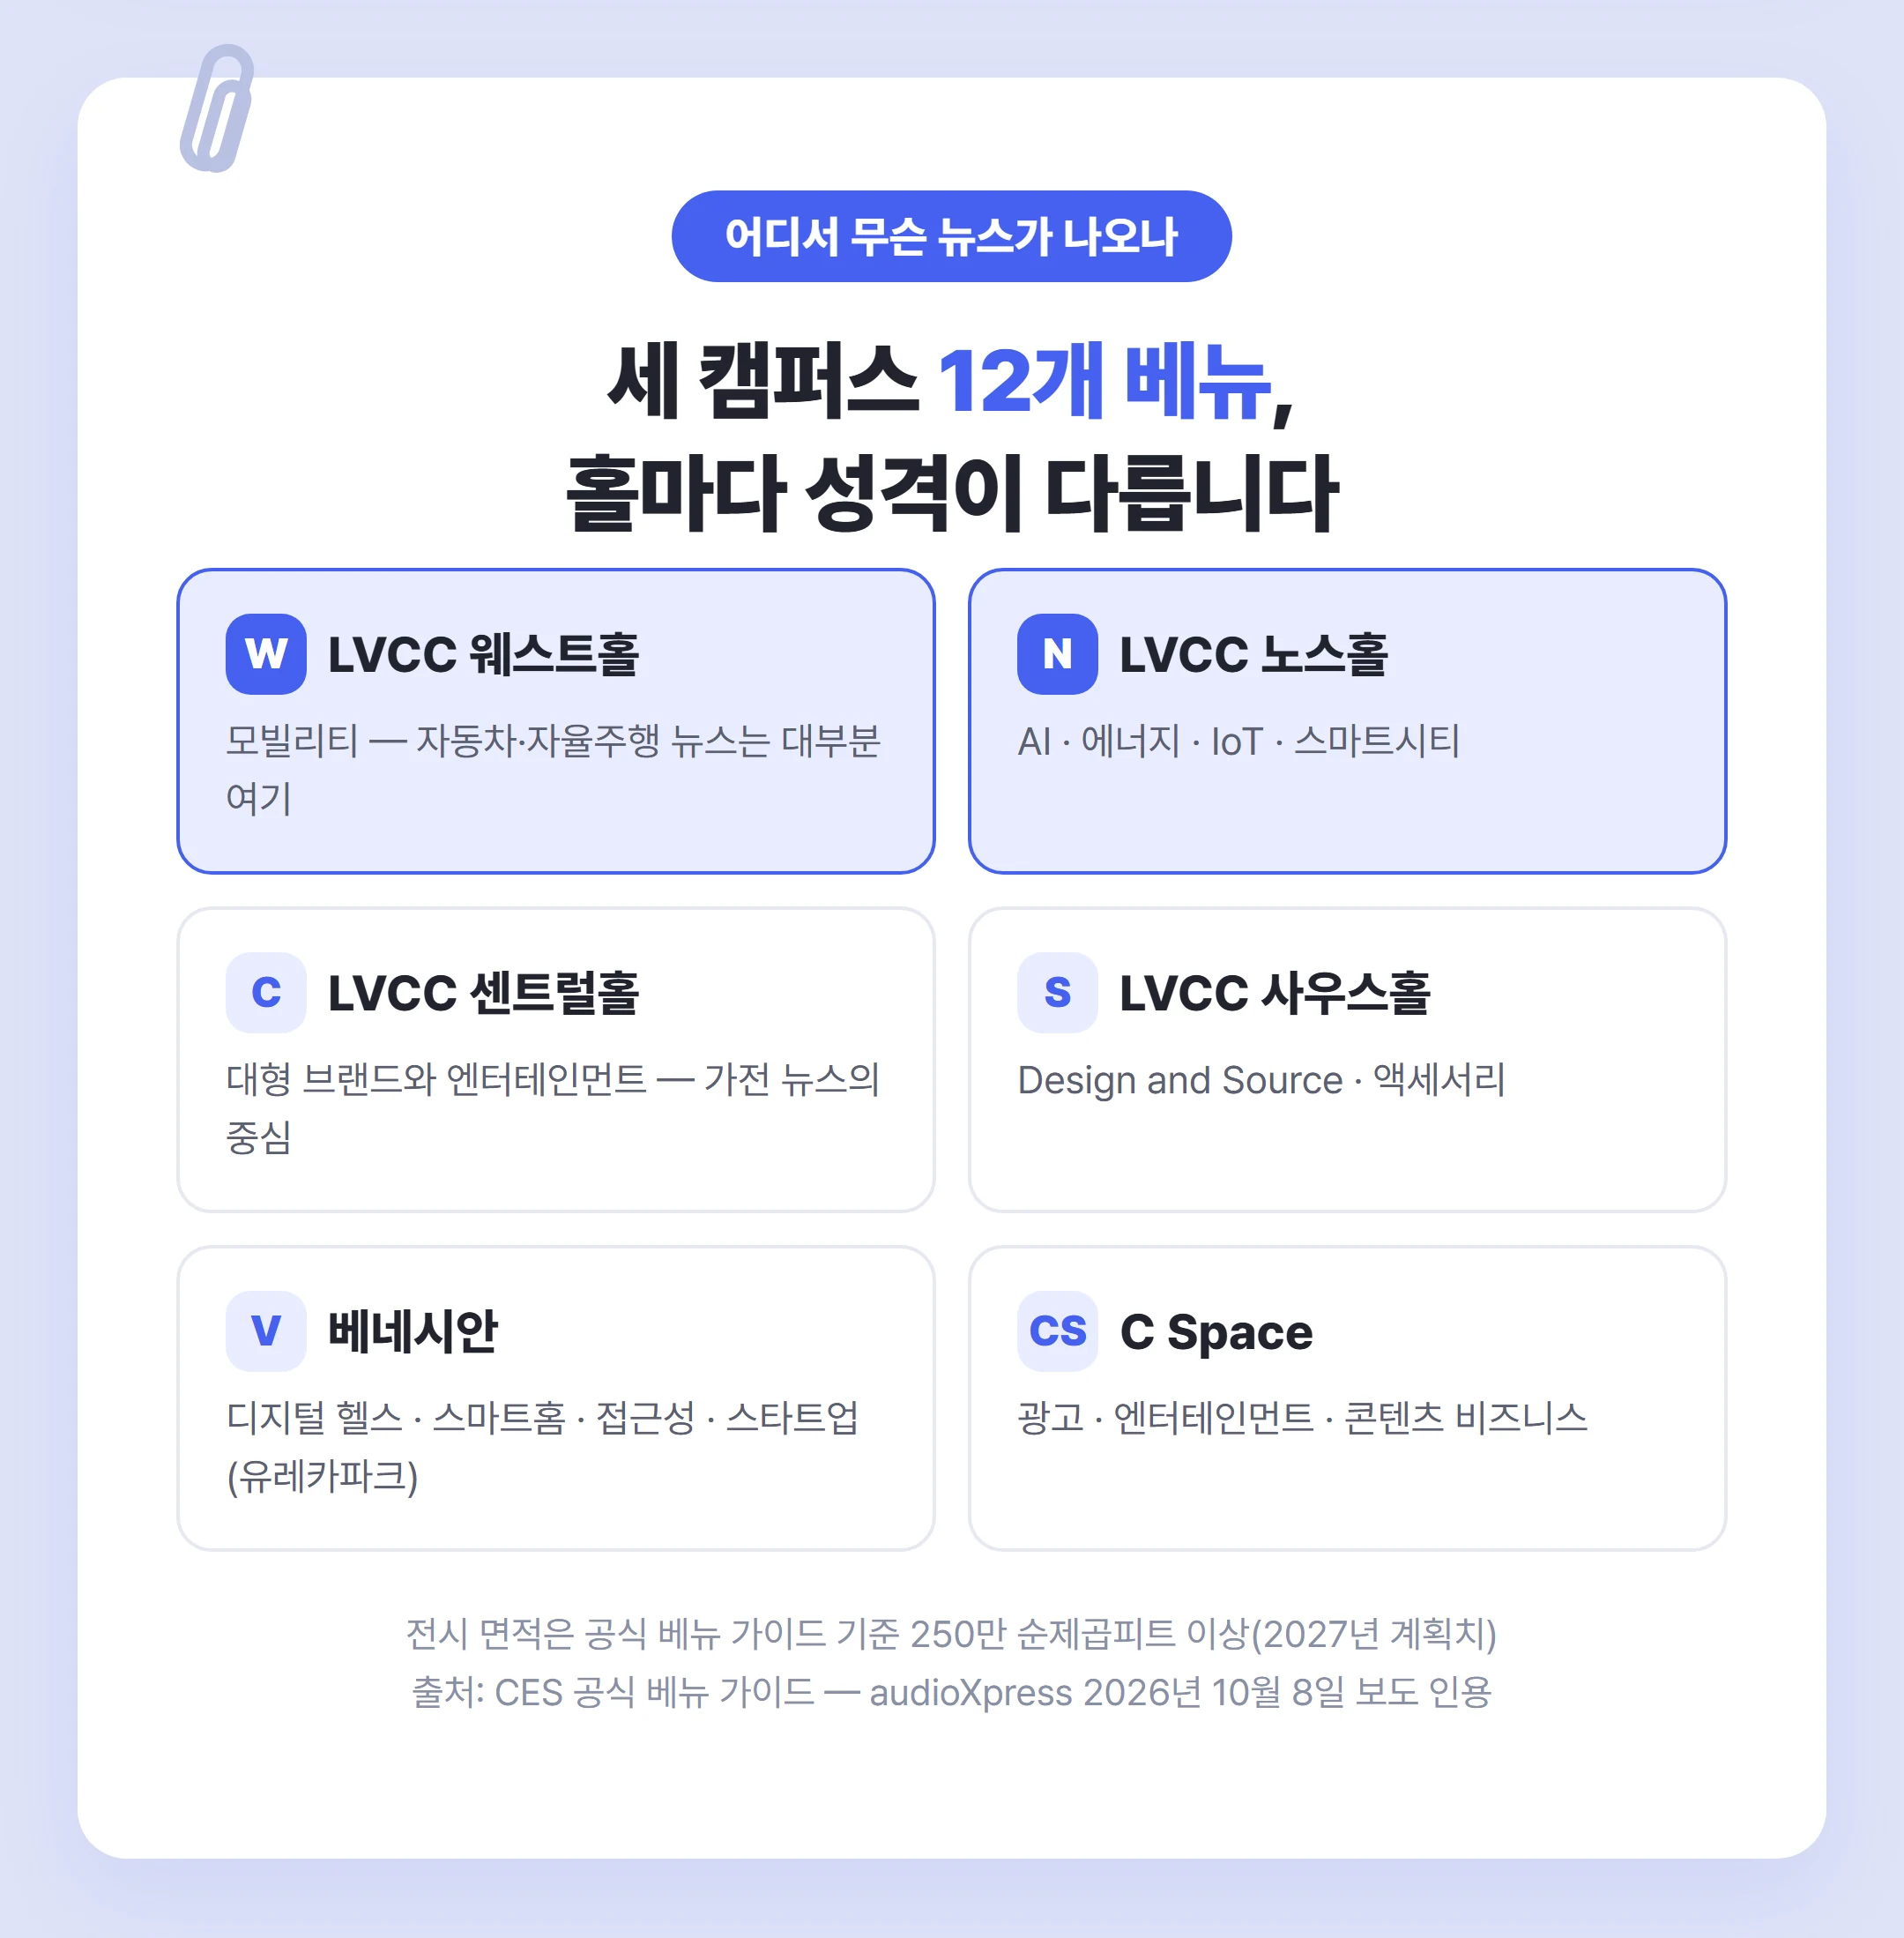 어디서 무슨 뉴스가 나오나
세 캠퍼스 12개 베뉴,
홀마다 성격이 다릅니다
W LVCC 웨스트홀
모빌리티 — 자동차·자율주행 뉴스는 대부분
여기
N LVCC 노스홀
AI · 에너지 · IoT · 스마트시티
C LVCC 센트럴홀
대형 브랜드와 엔터테인먼트 — 가전 뉴스의
중심
S LVCC 사우스홀
Design and Source · 액세서리
V 베네시안
디지털 헬스 · 스마트홈 · 접근성 · 스타트업
(유레카파크)
CS C Space
광고 · 엔터테인먼트 · 콘텐츠 비즈니스
전시 면적은 공식 베뉴 가이드 기준 250만 순제곱피트 이상(2027년 계획치)
출처: CES 공식 베뉴 가이드 — audioXpress 2026년 10월 8일 보도 인용